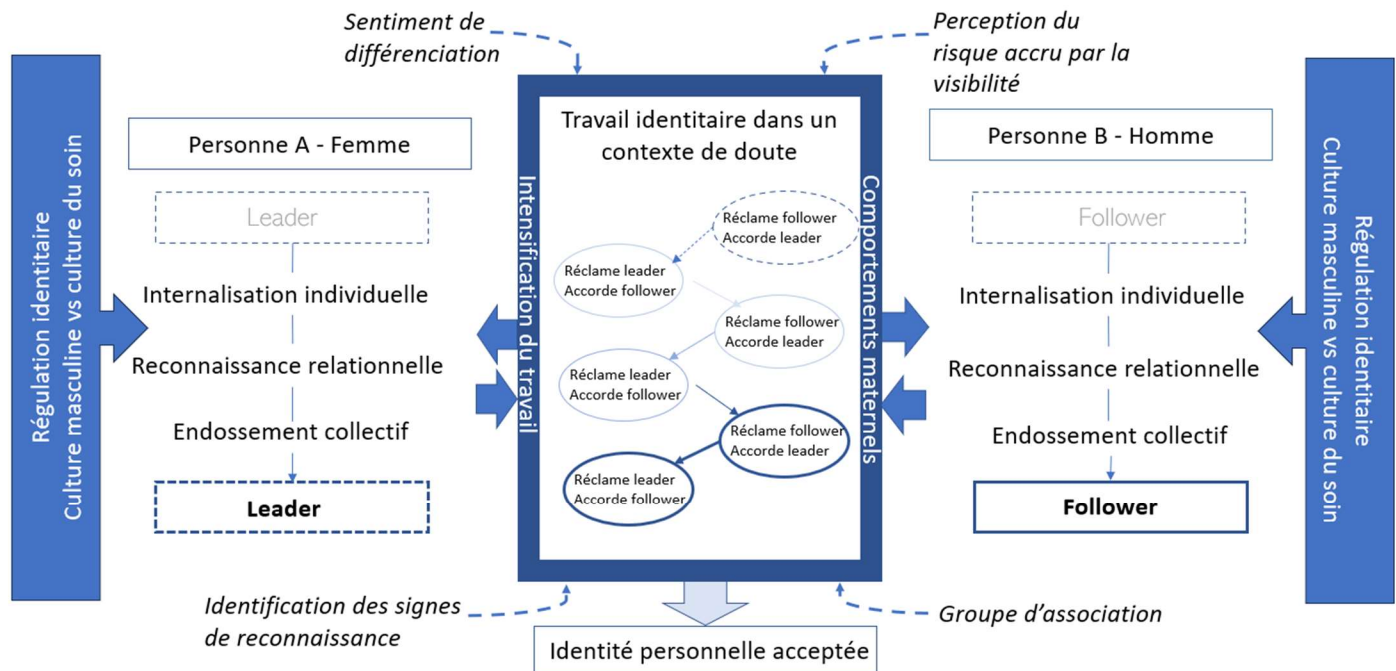 Sentiment de
différenciation
Perception du
risque accru par la
visibilité
Régulation identitaire
Culture masculine vs culture du soin
Personne A - Femme
Leader
Internalisation individuelle
Reconnaissance relationnelle
Endossement collectif
Leader
Intensification du travail
Travail identitaire dans un
contexte de doute
Réclame follower
Accorde leader
Réclame leader
Accorde follower
Réclame follower
Accorde leader
Réclame leader
Accorde follower
Réclame follower
Accorde leader
Réclame leader
Accorde follower
Comportements maternels
Personne B - Homme
Follower
Internalisation individuelle
Reconnaissance relationnelle
Endossement collectif
Follower
Régulation identitaire
Culture masculine vs culture du soin
Identification des signes
de reconnaissance
Groupe d’association
Identité personnelle acceptée